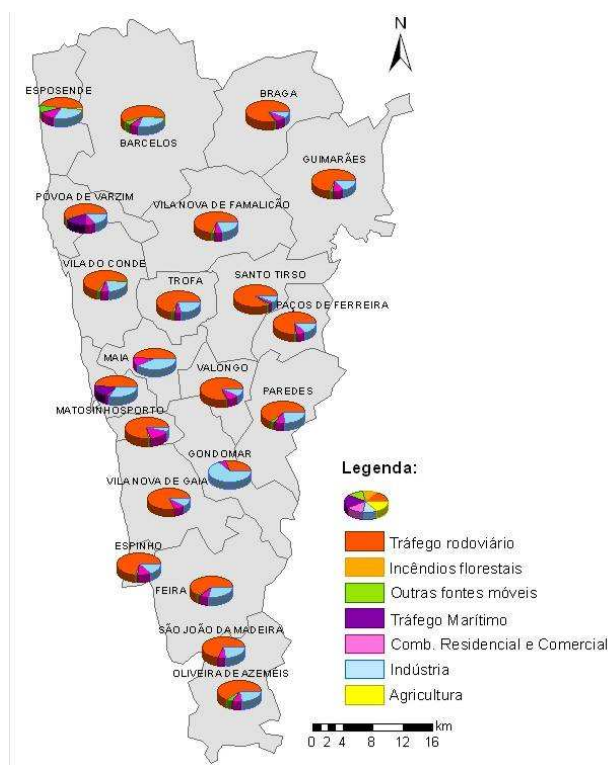 N
ESPOSENDE
BRAGA
BARCELOS
GUIMARÃES
PÓVOA DE VARZIM
VILA NOVA DE FAMALICÃO
VILA DO CONDE
TROFA
SANTO TIRSO
PAÇOS DE FERREIRA
MAIA
VALONGO
PAREDES
MATOSINHOS
PORTO
GONDOMAR
VILA NOVA DE GAIA
ESPINHO
FEIRA
SÃO JOÃO DA MADEIRA
OLIVEIRA DE AZEMÉIS
Legenda:
Tráfego rodoviário
Incêndios florestais
Outras fontes móveis
Tráfego Marítimo
Comb. Residencial e Comercial
Indústria
Agricultura
km
0 2 4 8 12 16